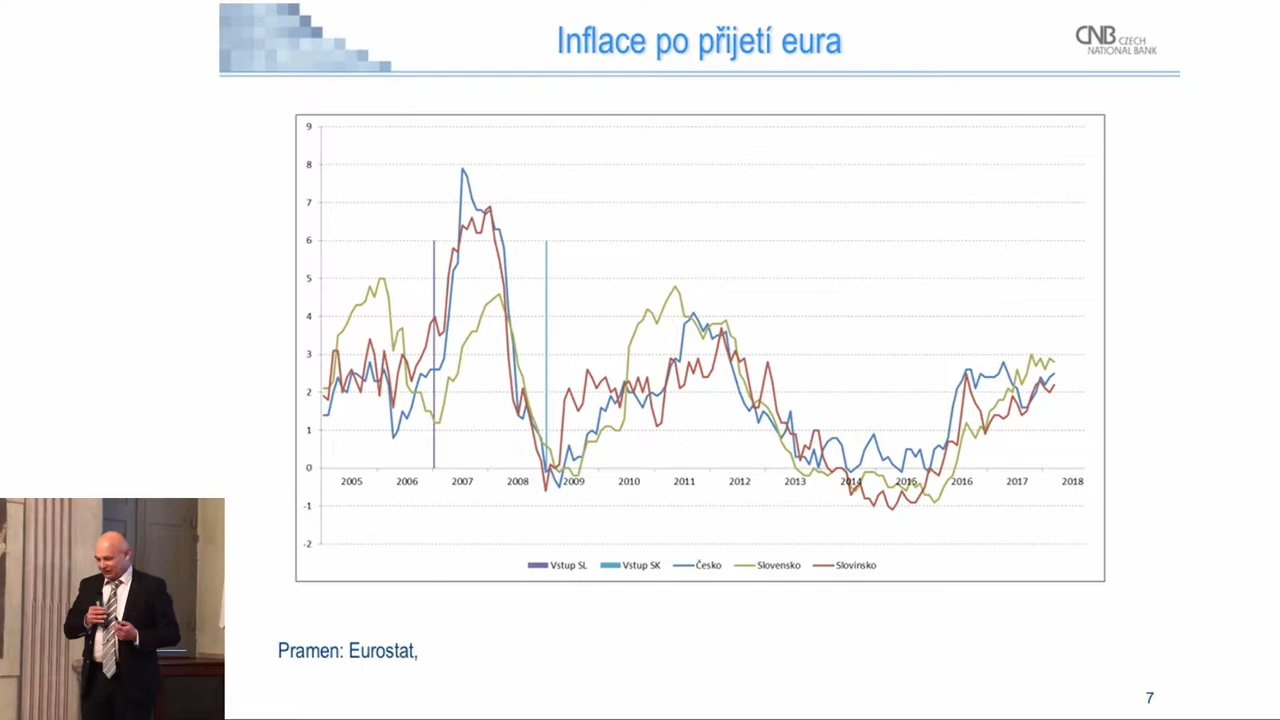 Inflace po přijetí eura
CNB CZECH
NATIONAL BANK
9
8
7
6
5
4
3
2
1
0
-1
-2
2005 2006 2007 2008 2009 2010 2011 2012 2013 2014 2015 2016 2017 2018
Vstup SL Vstup SK Česko Slovensko Slovinsko
Pramen: Eurostat,
7